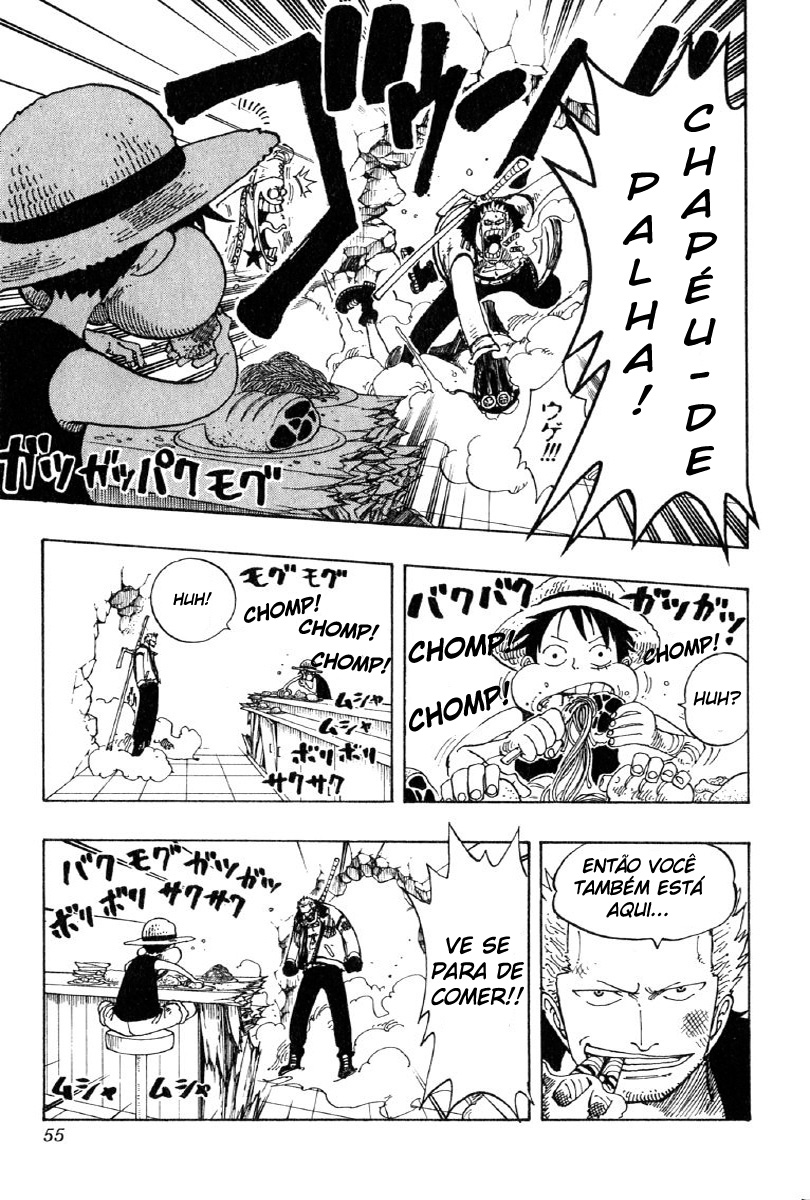 CHAPÉU-DE
PALHA!
ブウーン
ウゲ!!!
ガツガッパクモグ
バクバク
ガツガツ!
CHOMP!
CHOMP!
CHOMP!
HUH?
HUH!
モグモグ
CHOMP!
CHOMP!
CHOMP!
ムシャ
ムシャ
ボリボリ
サクサク
ENTÃO VOCÊ
TAMBÉM ESTÁ
AQUI...
VE SE
PARA DE
COMER!!
バクモグガツガツ
ボリボリサクサク
ムシャ
ムシャ
55